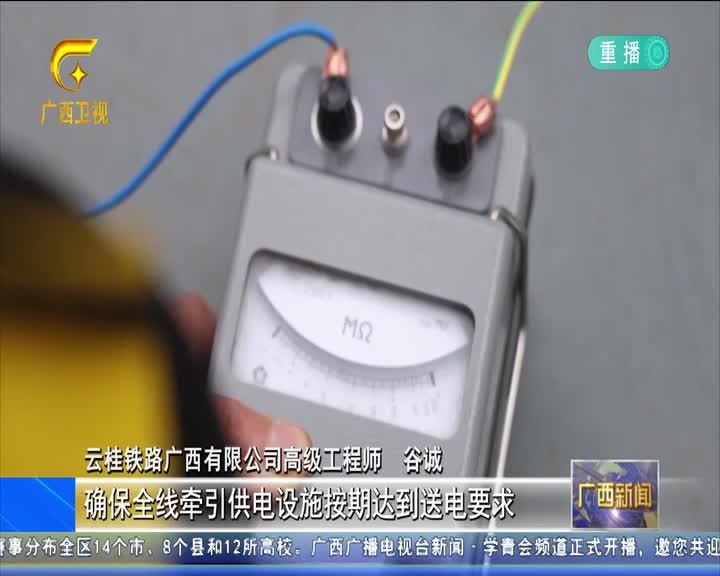 重播
广西卫视
MΩ
云桂铁路广西有限公司高级工程师 谷诚
确保全线牵引供电设施按期达到送电要求
广西新闻
赛事分布全区14个市、8个县和12所高校。广西广播电视台新闻·学青会频道正式开播，邀您共迎